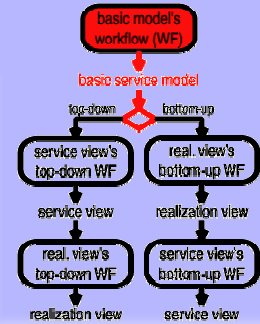 basic model's
workflow (WF)
basic service model
top-down
bottom-up
service view's
top-down WF
real. view's
bottom-up WF
service view
realization view
real. view's
top-down WF
service view's
bottom-up WF
realization view
service view